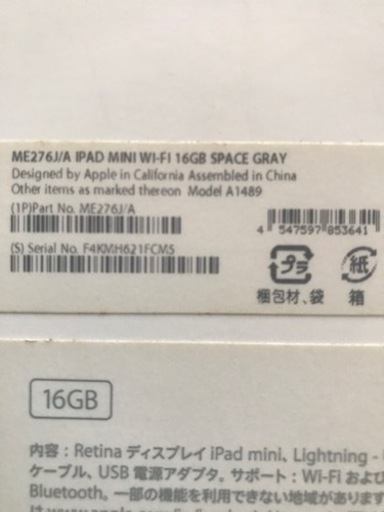 ME276J/A IPAD MINI WI-FI 16GB SPACE GRAY
Designed by Apple in California Assembled in China
Other items as marked thereon Model A1489
(1P)Part No. ME276J/A
(S) Serial No. F4KMH621FCM5
4 547597 853641
プラ 紙
梱包材、袋 箱
16GB
内容：Retina ディスプレイ iPad mini、Lightning -
ケーブル、USB 電源アダプタ。サポート：Wi-Fi およ
Bluetooth。一部の機能を利用できない地域がありま